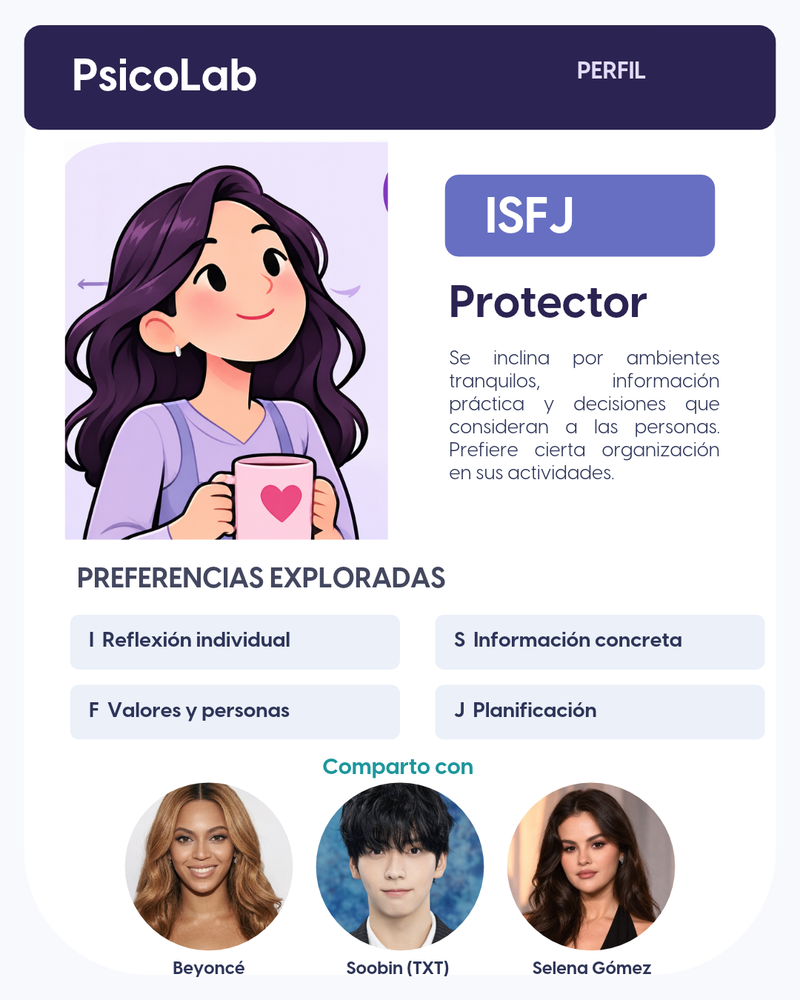 PsicoLab
PERFIL
ISFJ
Protector
Se inclina por ambientes
tranquilos, información
práctica y decisiones que
consideran a las personas.
Prefiere cierta organización
en sus actividades.
PREFERENCIAS EXPLORADAS
I Reflexión individual
S Información concreta
F Valores y personas
J Planificación
Comparto con
Beyoncé
Soobin (TXT)
Selena Gómez